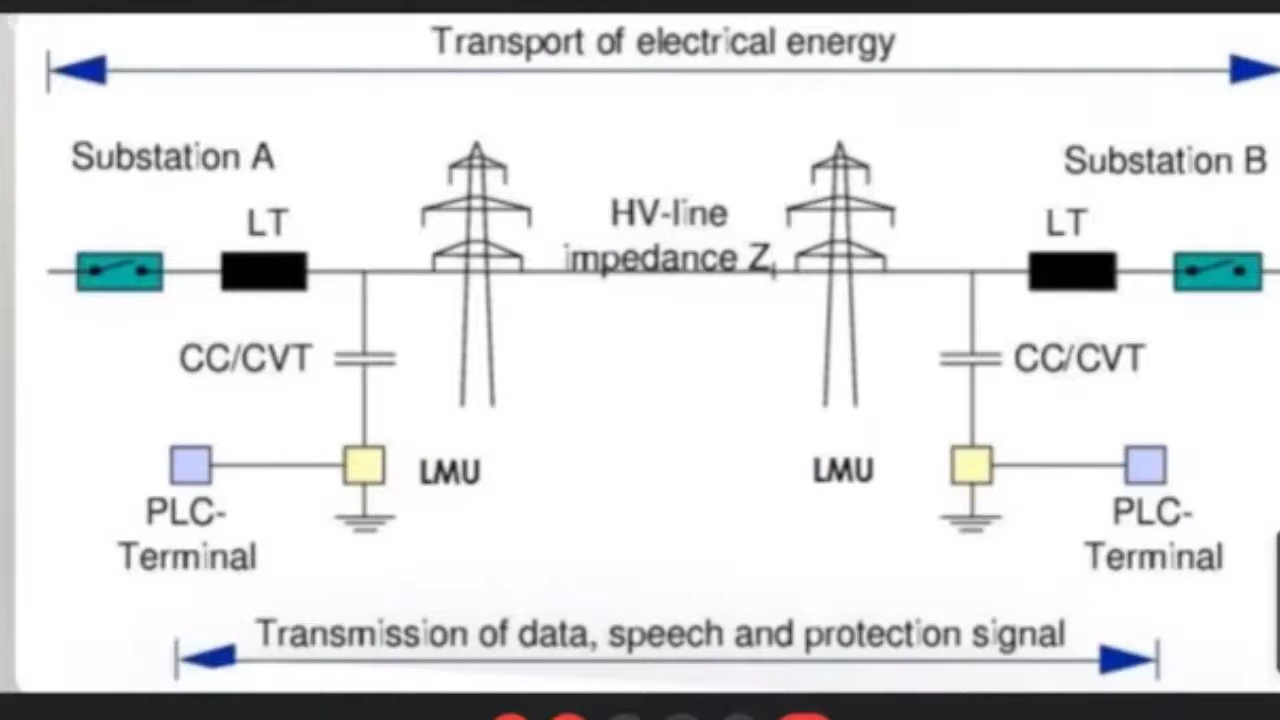 Transport of electrical energy
Substation A
Substation B
LT
HV-line
impedance Zı
LT
CC/CVT
CC/CVT
LMU
LMU
PLC-
Terminal
PLC-
Terminal
Transmission of data, speech and protection signal